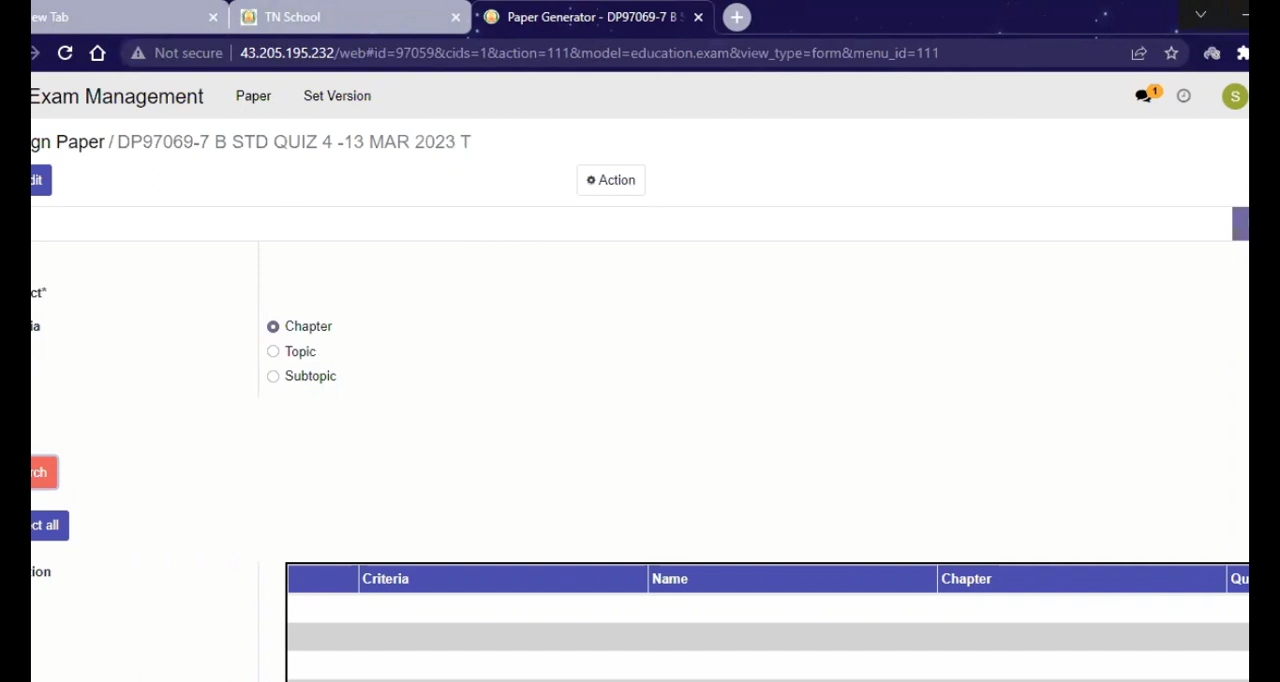 ew Tab
TN School
Paper Generator - DP97069-7 B S
Not secure
43.205.195.232/web#id=97059&cids=1&action=111&model=education.exam&view_type=form&menu_id=111
Exam Management
Paper
Set Version
1
S
gn Paper / DP97069-7 B STD QUIZ 4 -13 MAR 2023 T
dit
Action
ct*
ia
Chapter
Topic
Subtopic
rch
ct all
tion
Criteria
Name
Chapter
Qu